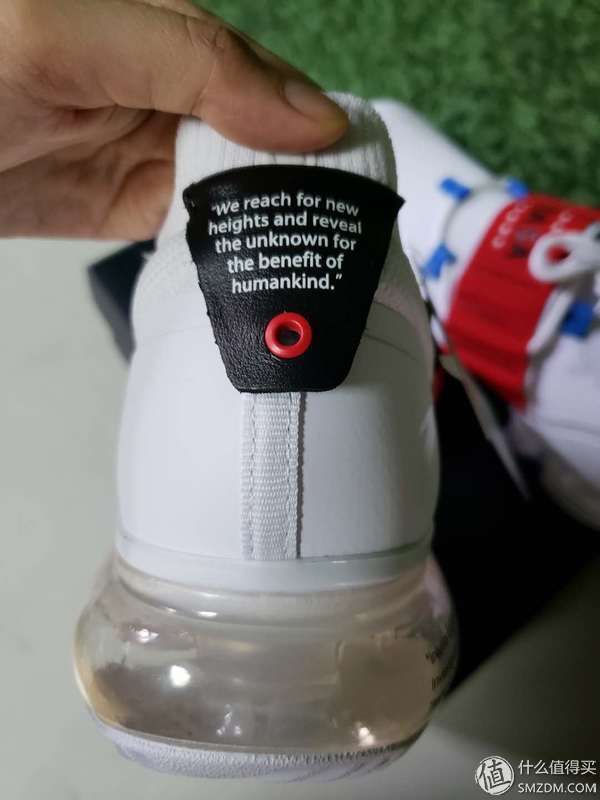 "We reach for new
heights and reveal
the unknown for
the benefit of
humankind."
值 什么值得买
SMZDM.COM